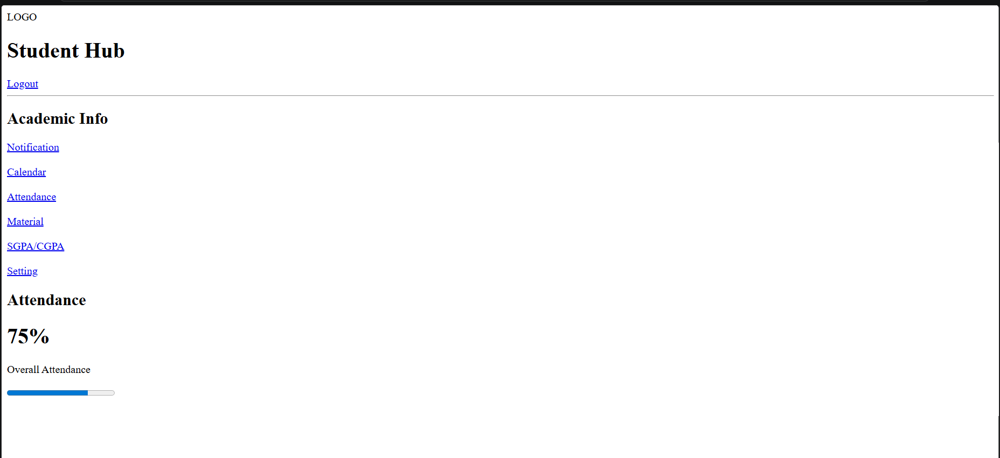 LOGO
Student Hub
Logout
Academic Info
Notification
Calendar
Attendance
Material
SGPA/CGPA
Setting
Attendance
75%
Overall Attendance